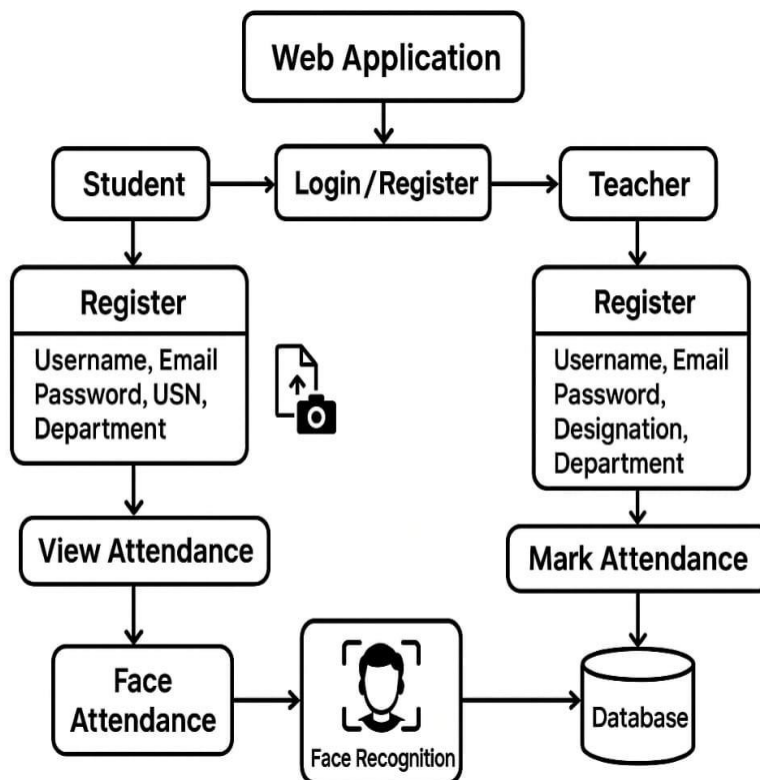 Web Application
Student
Login/Register
Teacher
Register
Username, Email
Password, USN,
Department
Register
Username, Email
Password,
Designation,
Department
View Attendance
Mark Attendance
Face
Attendance
Face Recognition
Database